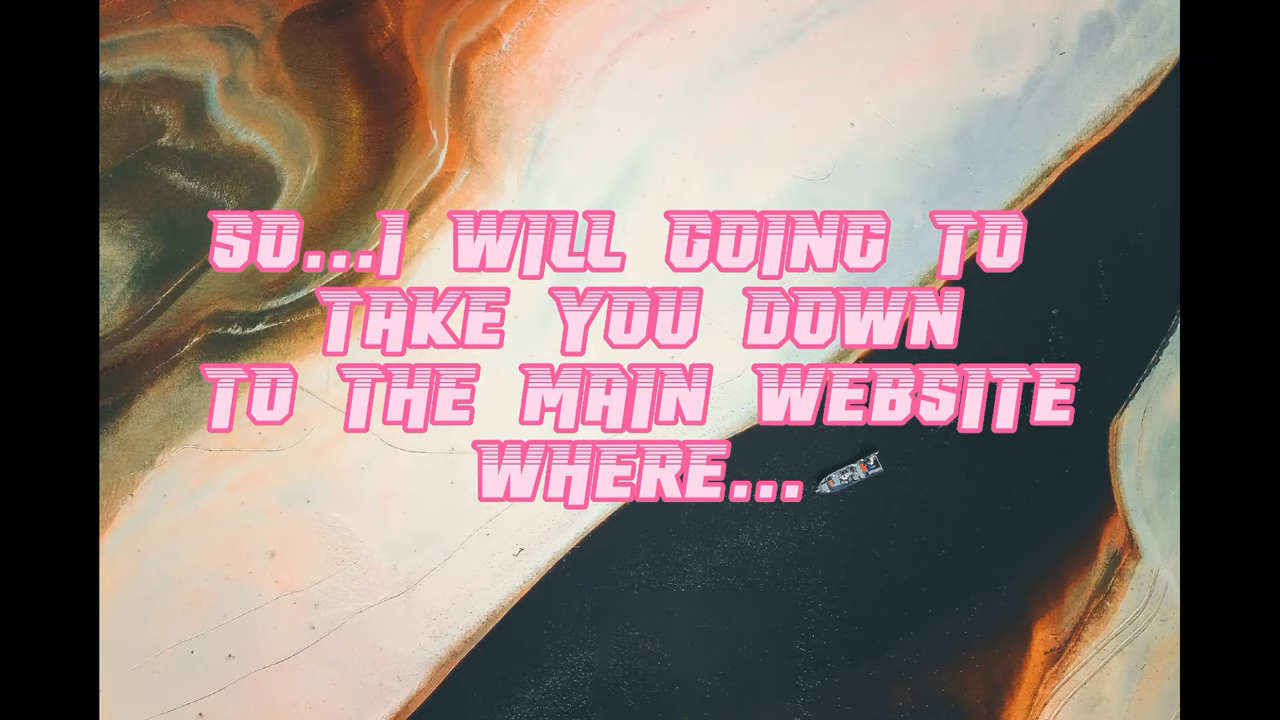 SO...I WILL GOING TO
TAKE YOU DOWN
TO THE MAIN WEBSITE
WHERE...